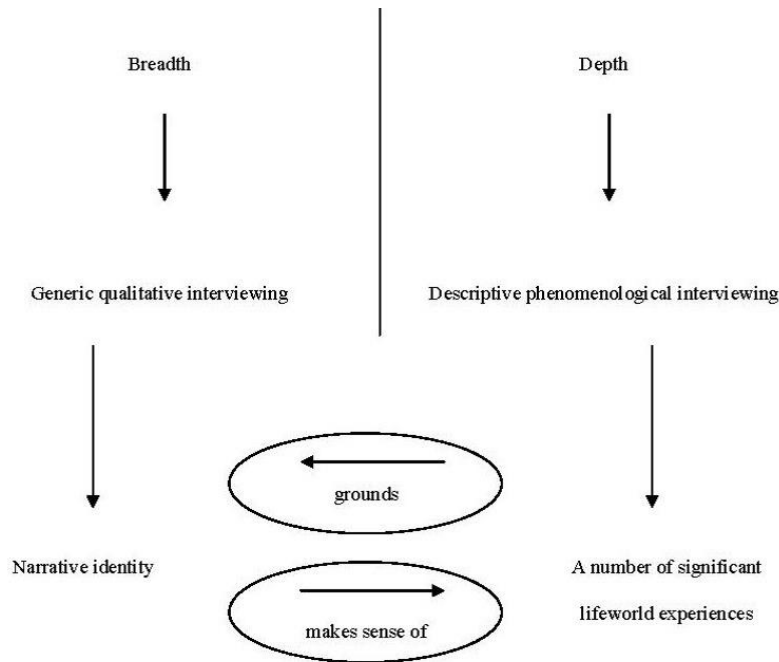 Breadth
Depth
Generic qualitative interviewing
Descriptive phenomenological interviewing
grounds
Narrative identity
A number of significant
lifeworld experiences
makes sense of